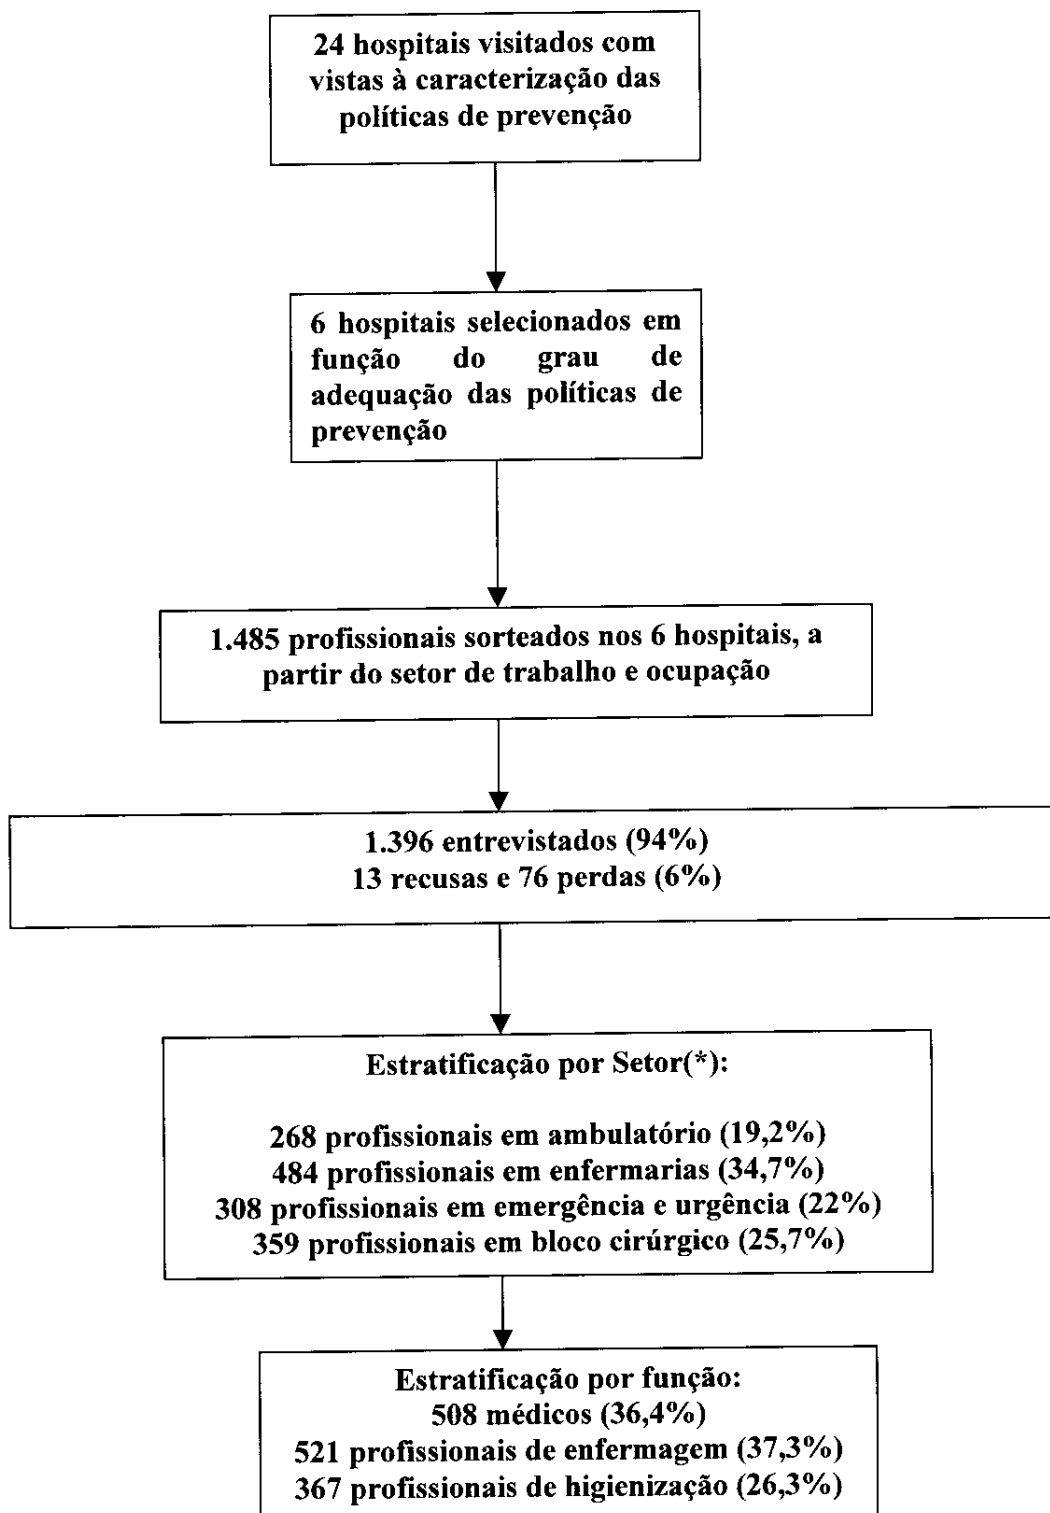 24 hospitais visitados com
vistas à caracterização das
políticas de prevenção
6 hospitais selecionados em
função do grau de
adequação das políticas de
prevenção
1.485 profissionais sorteados nos 6 hospitais, a
partir do setor de trabalho e ocupação
1.396 entrevistados (94%)
13 recusas e 76 perdas (6%)
Estratificação por Setor(*):
268 profissionais em ambulatório (19,2%)
484 profissionais em enfermarias (34,7%)
308 profissionais em emergência e urgência (22%)
359 profissionais em bloco cirúrgico (25,7%)
Estratificação por função:
508 médicos (36,4%)
521 profissionais de enfermagem (37,3%)
367 profissionais de higienização (26,3%)